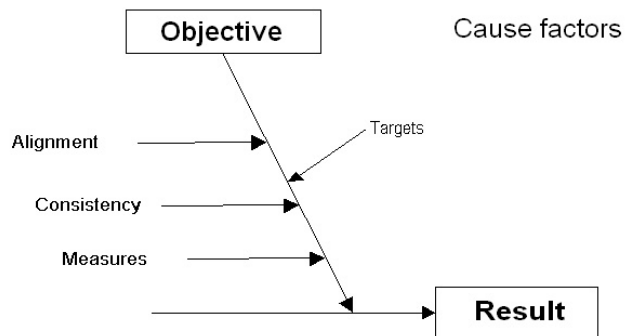 Objective
Cause factors
Targets
Alignment
Consistency
Measures
Result